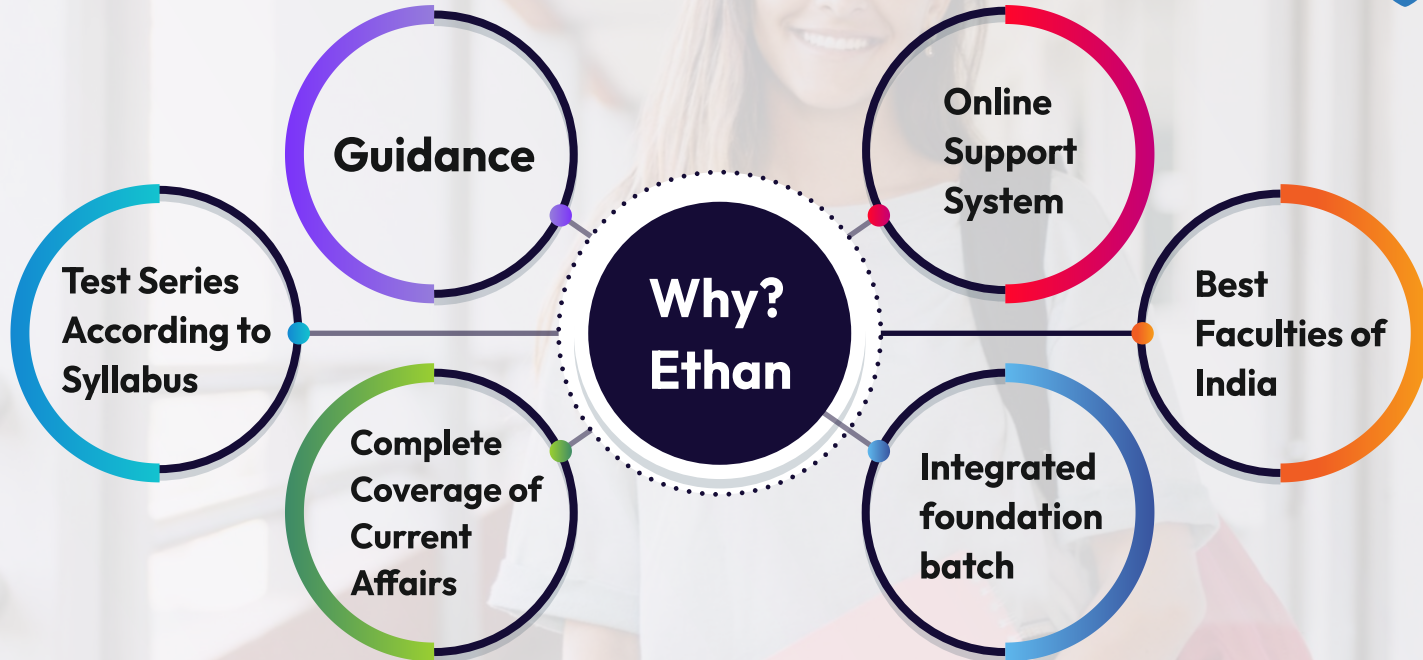 Guidance
Online
Support
System
Test Series
According to
Syllabus
Why?
Ethan
Best
Faculties of
India
Complete
Coverage of
Current
Affairs
Integrated
foundation
batch